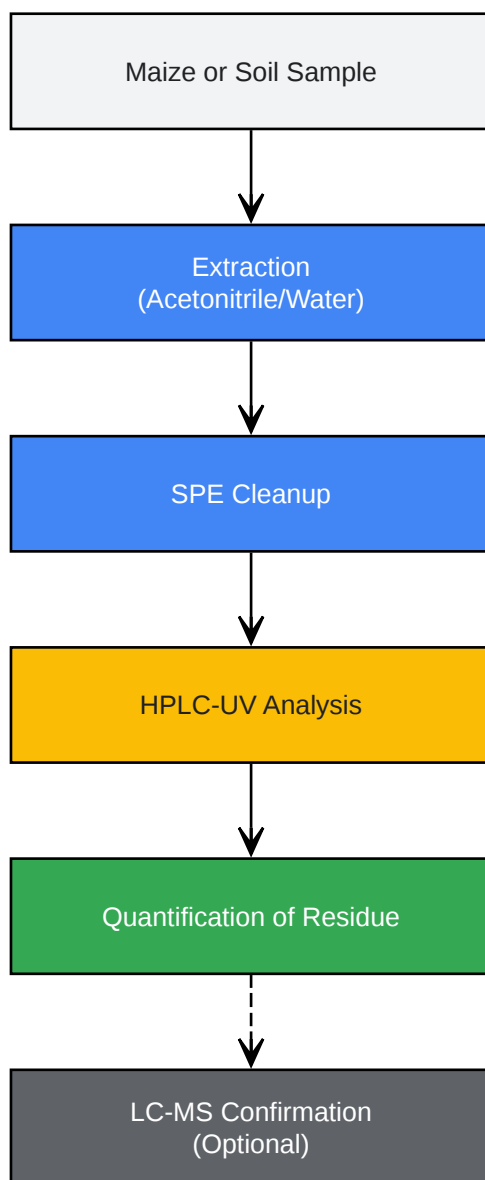 Maize or Soil Sample
Extraction
(Acetonitrile/Water)
SPE Cleanup
HPLC-UV Analysis
Quantification of Residue
LC-MS Confirmation
(Optional)